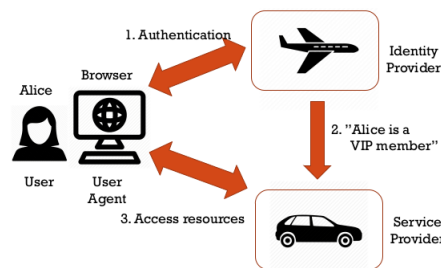 1. Authentication
Identity
Provider
Browser
Alice
2. "Alice is a
VIP member"
User
User
Agent
3. Access resources
Service
Provider